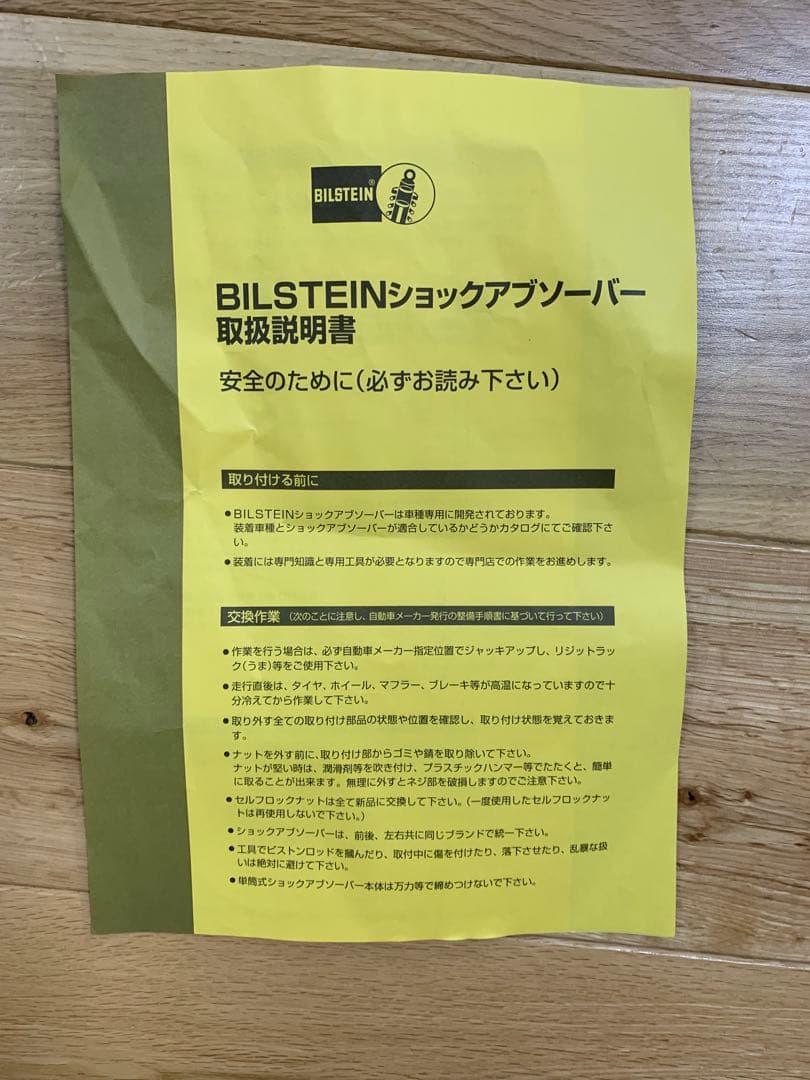 BILSTEIN®
BILSTEINショックアブソーバー
取扱説明書
安全のために(必ずお読み下さい)
取り付ける前に
●BILSTEINショックアブソーバーは車種専用に開発されております。
装着車種とショックアブソーバーが適合しているかどうかカタログにてご確認下さ
い。
●装着には専門知識と専用工具が必要となりますので専門店での作業をお進めします。
交換作業 (次のことに注意し、自動車メーカー発行の整備手順書に基づいて行って下さい)
●作業を行う場合は、必ず自動車メーカー指定位置でジャッキアップし、リジットラッ
ク(うま)等をご使用下さい。
●走行直後は、タイヤ、ホイール、マフラー、ブレーキ等が高温になっていますので十
分冷えてから作業して下さい。
●取り外す全ての取り付け部品の状態や位置を確認し、取り付け状態を覚えておきま
す。
●ナットを外す前に、取り付け部からゴミや錆を取り除いて下さい。
ナットが堅い時は、潤滑剤等を吹き付け、プラスチックハンマー等でたたくと、簡単
に取ることが出来ます。無理に外すとネジ部を破損しますのでご注意下さい。
●セルフロックナットは全て新品に交換して下さい。(一度使用したセルフロックナッ
トは再使用しないで下さい。)
●ショックアブソーバーは、前後、左右共に同じブランドで統一下さい。
●工具でピストンロッドを摑んだり、取付中に傷を付けたり、落下させたり、乱暴な扱
いは絶対に避けて下さい。
●単筒式ショックアブソーバー本体は万力等で締めつけないで下さい。